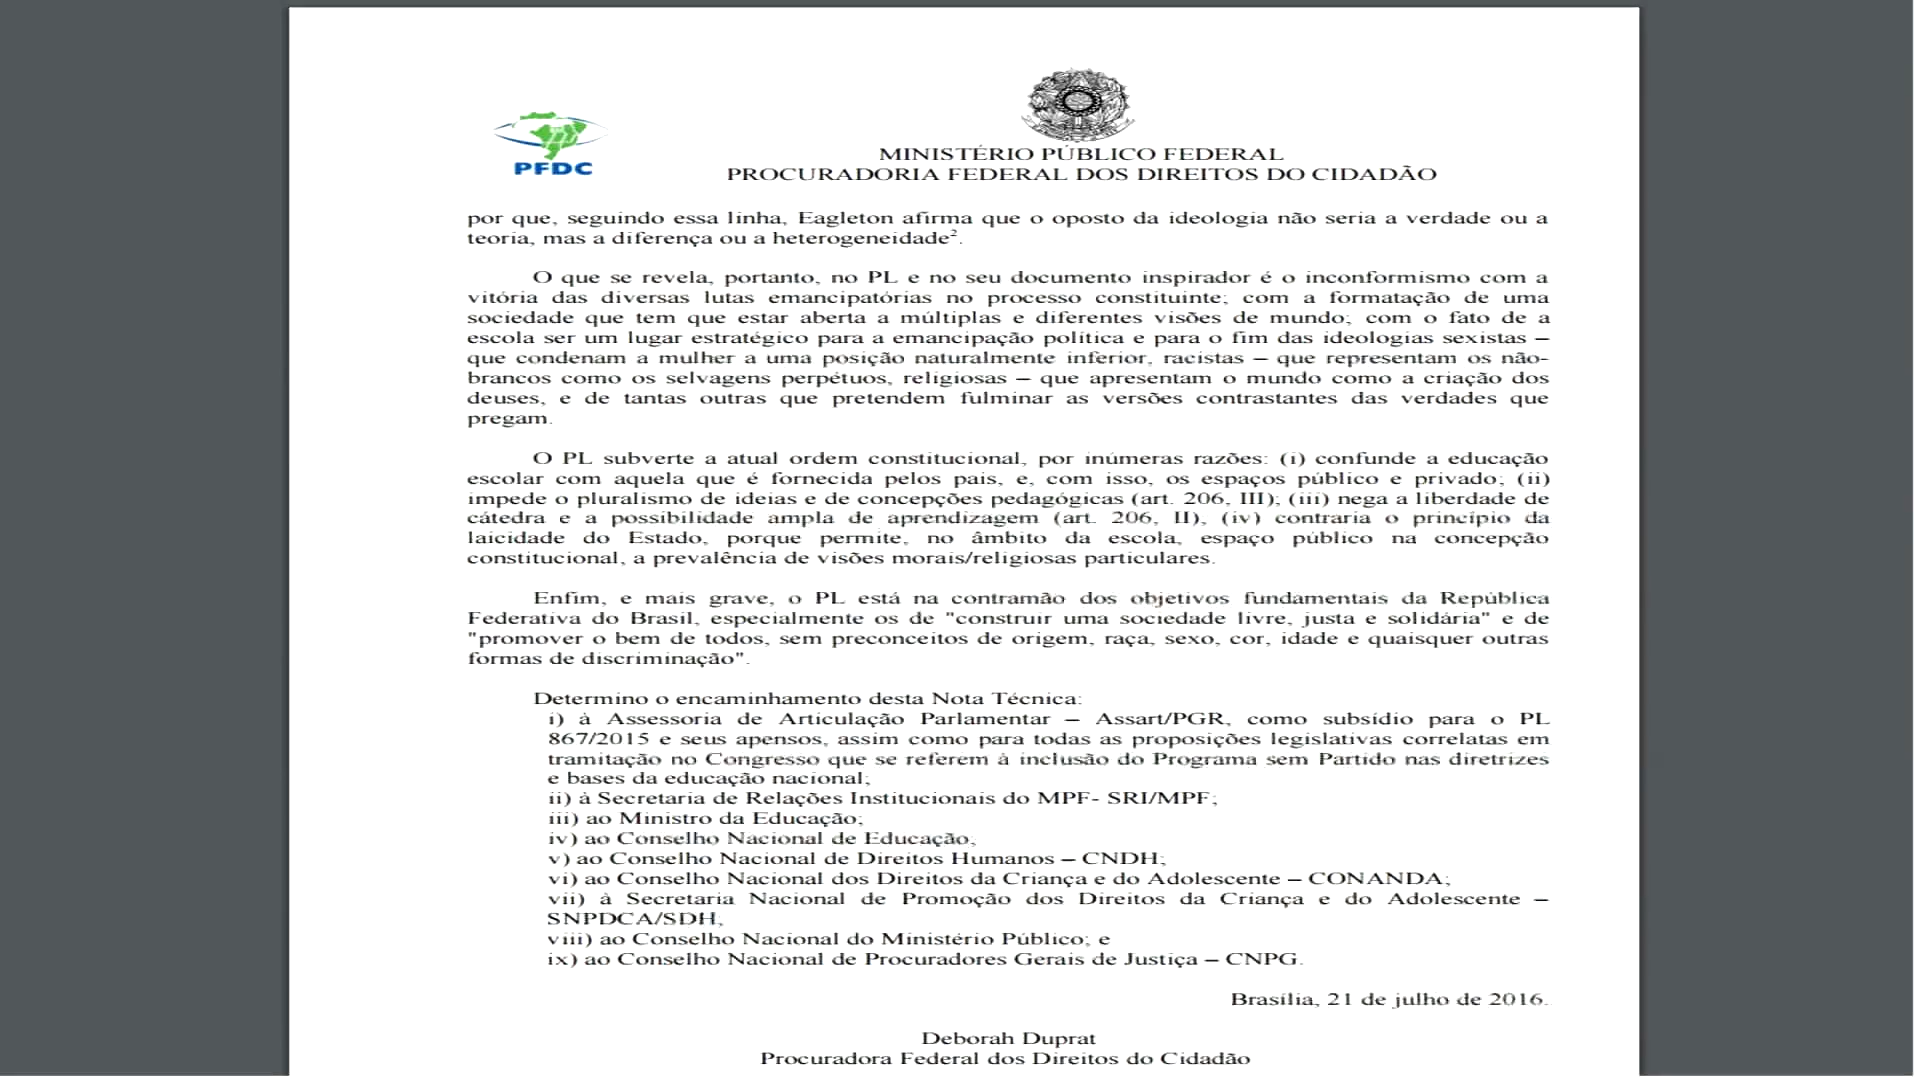 PFDC
MINISTÉRIO PÚBLICO FEDERAL
PROCURADORIA FEDERAL DOS DIREITOS DO CIDADÃO
por que, seguindo essa linha, Eagleton afirma que o oposto da ideologia não seria a verdade ou a
teoria, mas a diferença ou a heterogeneidade².
O que se revela, portanto, no PL e no seu documento inspirador é o inconformismo com a
vitória das diversas lutas emancipatórias no processo constituinte; com a formatação de uma
sociedade que tem que estar aberta a múltiplas e diferentes visões de mundo; com o fato de a
escola ser um lugar estratégico para a emancipação política e para o fim das ideologias sexistas –
que condenam a mulher a uma posição naturalmente inferior, racistas – que representam os não-
brancos como os selvagens perpétuos, religiosas – que apresentam o mundo como a criação dos
deuses, e de tantas outras que pretendem fulminar as versões contrastantes das verdades que
pregam.
O PL subverte a atual ordem constitucional, por inúmeras razões: (i) confunde a educação
escolar com aquela que é fornecida pelos pais, e, com isso, os espaços público e privado; (ii)
impede o pluralismo de ideias e de concepções pedagógicas (art. 206, III); (iii) nega a liberdade de
cátedra e a possibilidade ampla de aprendizagem (art. 206, II), (iv) contraria o princípio da
laicidade do Estado, porque permite, no âmbito da escola, espaço público na concepção
constitucional, a prevalência de visões morais/religiosas particulares.
Enfim, e mais grave, o PL está na contramão dos objetivos fundamentais da República
Federativa do Brasil, especialmente os de "construir uma sociedade livre, justa e solidária" e de
"promover o bem de todos, sem preconceitos de origem, raça, sexo, cor, idade e quaisquer outras
formas de discriminação".
Determino o encaminhamento desta Nota Técnica:
i) à Assessoria de Articulação Parlamentar – Assart/PGR, como subsídio para o PL
867/2015 e seus apensos, assim como para todas as proposições legislativas correlatas em
tramitação no Congresso que se referem à inclusão do Programa sem Partido nas diretrizes
e bases da educação nacional;
ii) à Secretaria de Relações Institucionais do MPF- SRI/MPF;
iii) ao Ministro da Educação;
iv) ao Conselho Nacional de Educação;
v) ao Conselho Nacional de Direitos Humanos – CNDH;
vi) ao Conselho Nacional dos Direitos da Criança e do Adolescente – CONANDA;
vii) à Secretaria Nacional de Promoção dos Direitos da Criança e do Adolescente –
SNPDCA/SDH;
viii) ao Conselho Nacional do Ministério Público; e
ix) ao Conselho Nacional de Procuradores Gerais de Justiça – CNPG.
Brasília, 21 de julho de 2016.
Deborah Duprat
Procuradora Federal dos Direitos do Cidadão